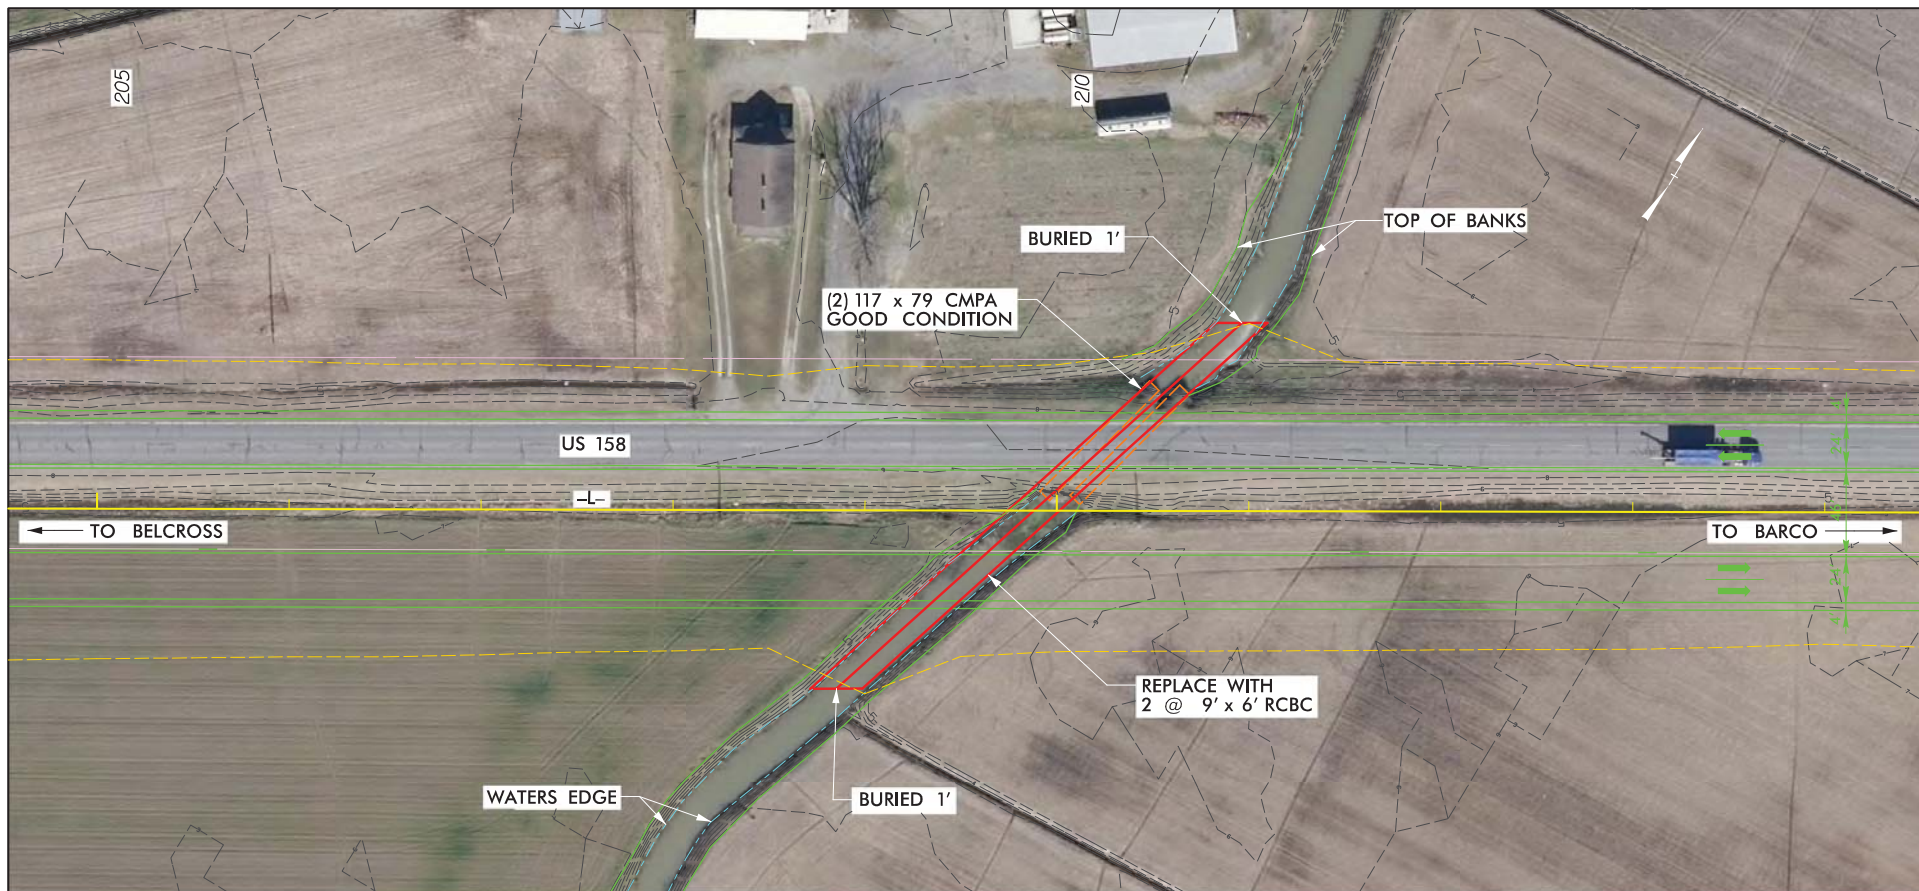 205
210
TOP OF BANKS
BURIED 1'
(2) 117 x 79 CMPA
GOOD CONDITION
US 158
-L-
TO BELCROSS
TO BARCO
REPLACE WITH
2 @ 9' x 6' RCBC
WATERS EDGE
BURIED 1'